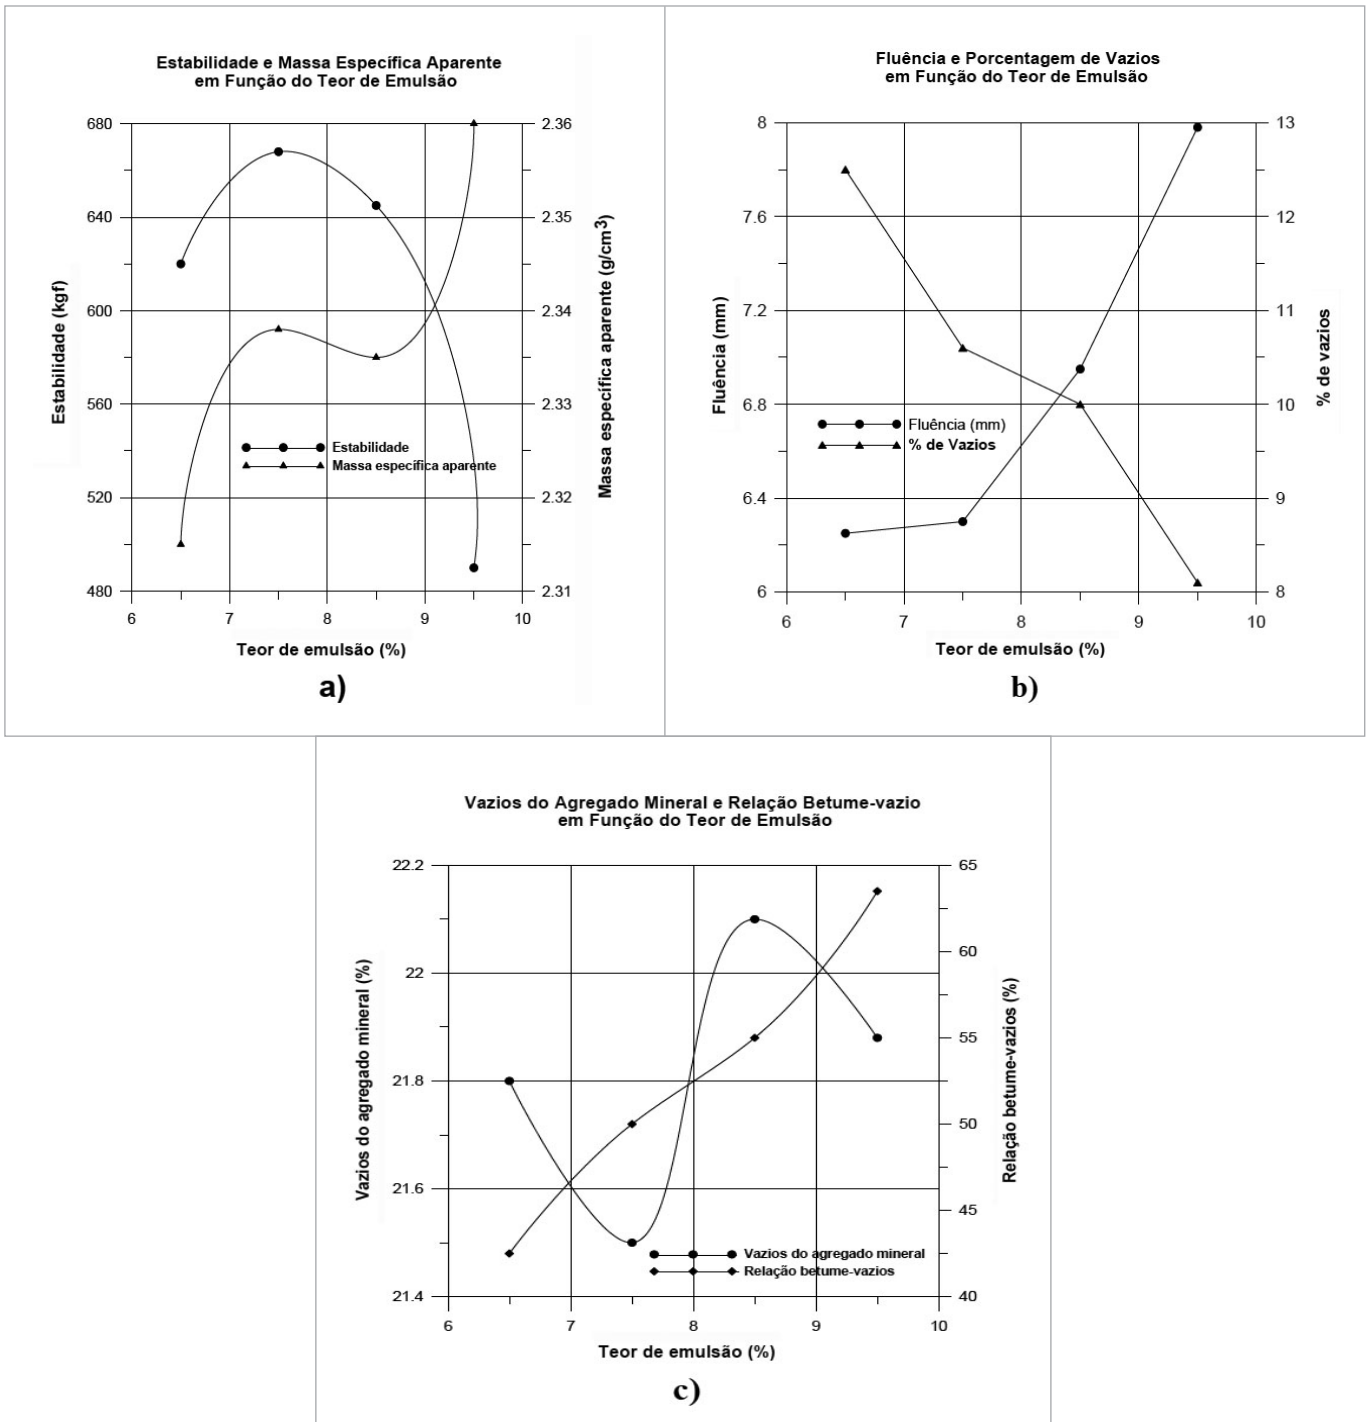 Estabilidade e Massa Específica Aparente
em Função do Teor de Emulsão
680
640
600
560
520
480
2.36
2.35
2.34
2.33
2.32
2.31
6 7 8 9 10
Estabilidade (kgf)
Massa específica aparente (g/cm3)
Estabilidade
Massa específica aparente
Teor de emulsão (%)
a)
Fluência e Porcentagem de Vazios
em Função do Teor de Emulsão
8
7.6
7.2
6.8
6.4
6
13
12
11
10
9
8
6 7 8 9 10
Fluência (mm)
% de vazios
Fluência (mm)
% de Vazios
Teor de emulsão (%)
b)
Vazios do Agregado Mineral e Relação Betume-vazio
em Função do Teor de Emulsão
22.2
22
21.8
21.6
21.4
65
60
55
50
45
40
6 7 8 9 10
Vazios do agregado mineral (%)
Relação betume-vazios (%)
Vazios do agregado mineral
Relação betume-vazios
Teor de emulsão (%)
c)